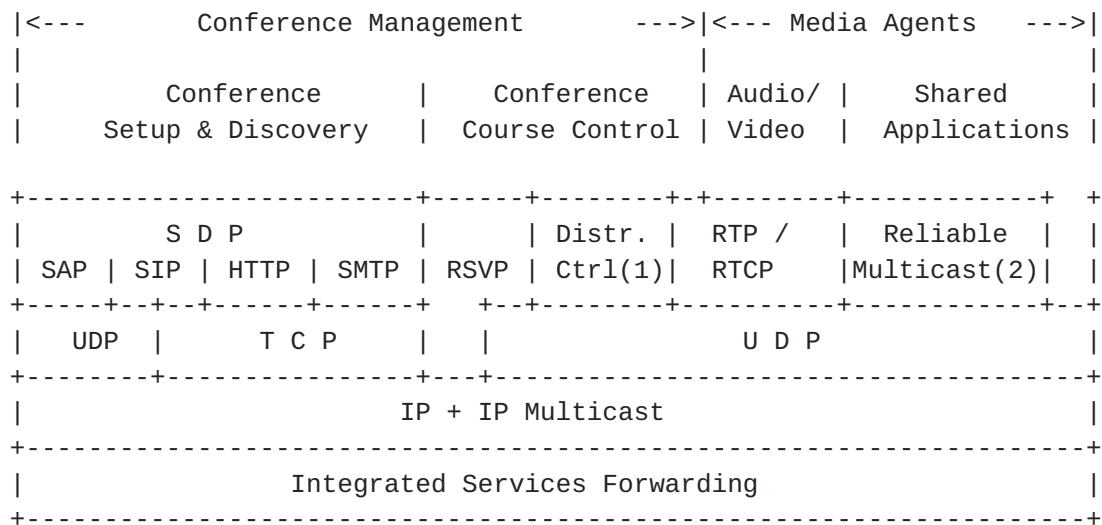 |<---       Conference Management       --->|<--- Media Agents   --->|
|                                           |                        |
|         Conference      |    Conference   | Audio/ |    Shared     |
|     Setup & Discovery   |  Course Control | Video  |  Applications |

+-------------------------+------+--------+-+--------+------------+  +
|         S D P           |      | Distr. |  RTP /   |  Reliable  |  |
| SAP | SIP | HTTP | SMTP | RSVP | Ctrl(1)|  RTCP    |Multicast(2)|  |
+-----+--+--+------+------+   +--+--------+----------+------------+--+
|   UDP  |      T C P     |   |                U D P                 |
+--------+----------------+---+--------------------------------------+
|                        IP + IP Multicast                           |
+--------------------------------------------------------------------+
|                 Integrated Services Forwarding                     |
+--------------------------------------------------------------------+